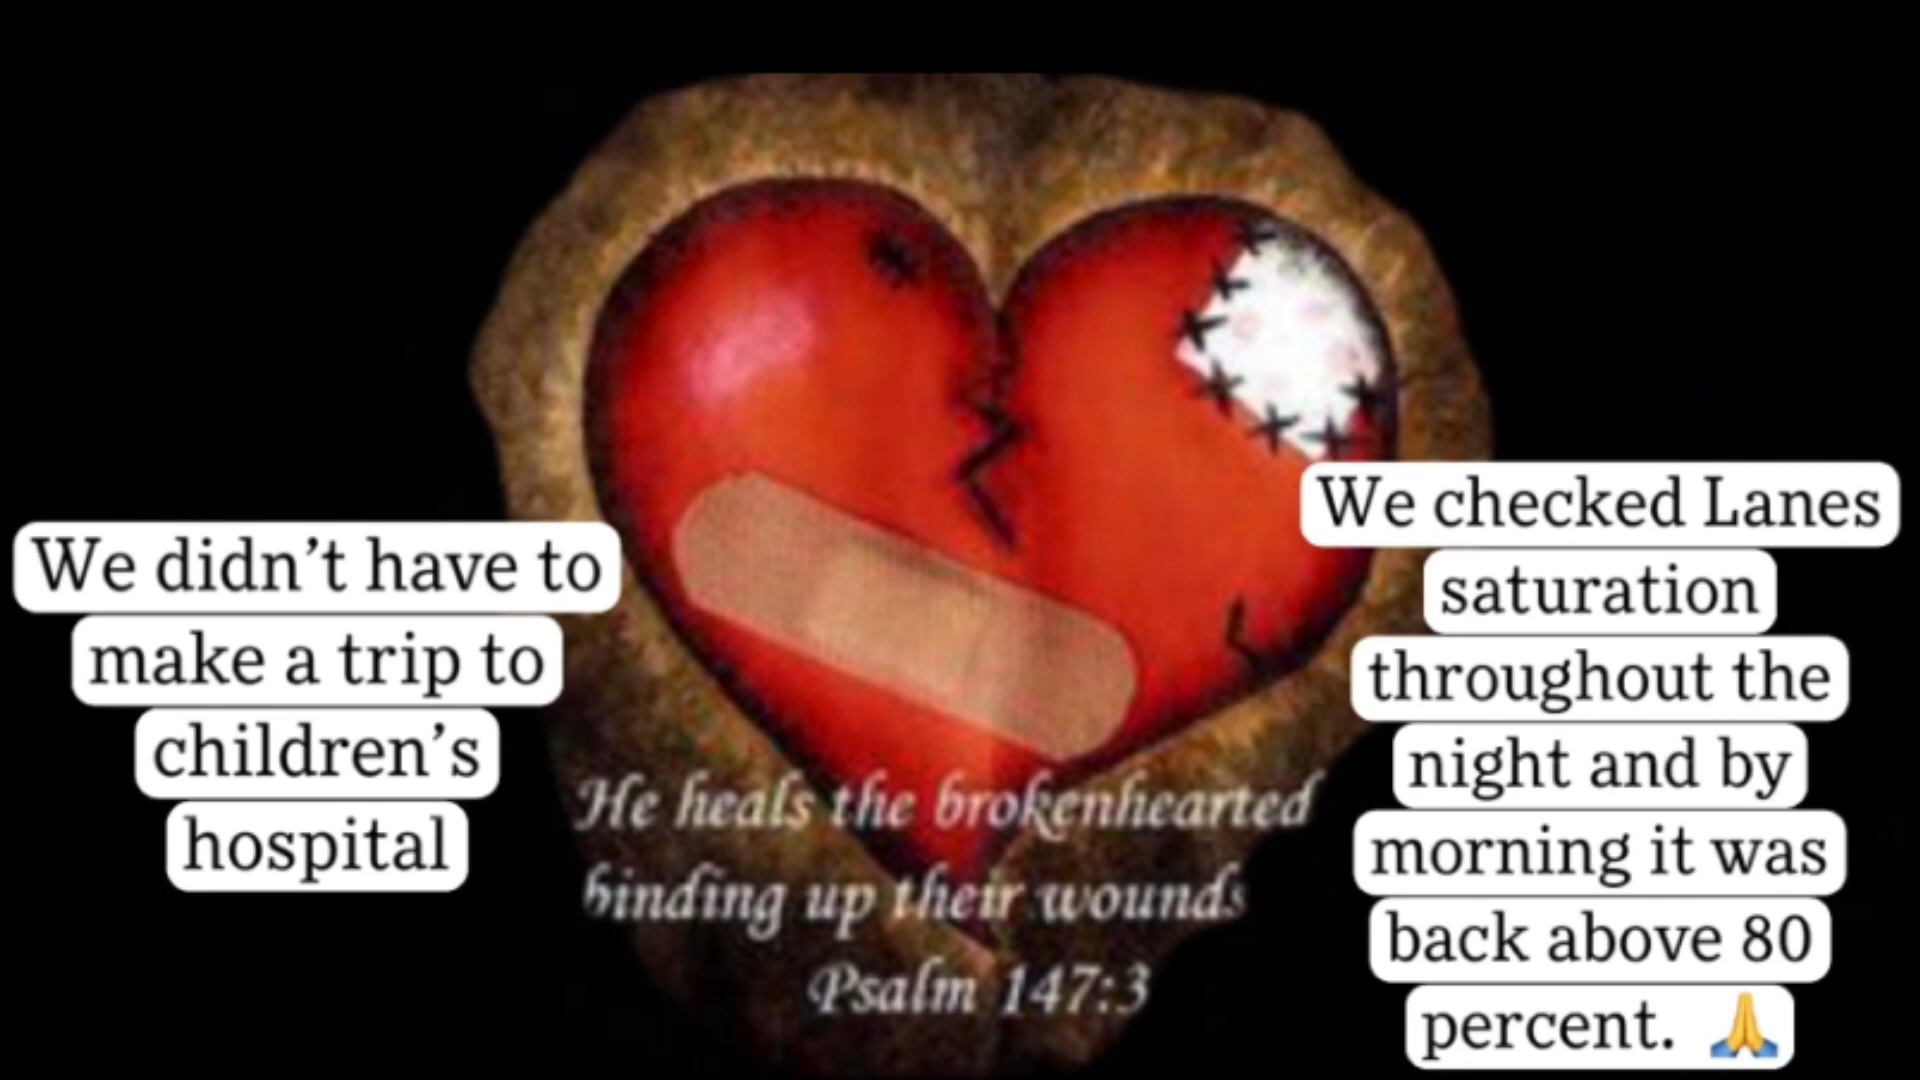 We didn’t have to
make a trip to
children’s
hospital
We checked Lanes
saturation
throughout the
night and by
morning it was
back above 80
percent. 🙏
He heals the brokenhearted
binding up their wounds
Psalm 147:3